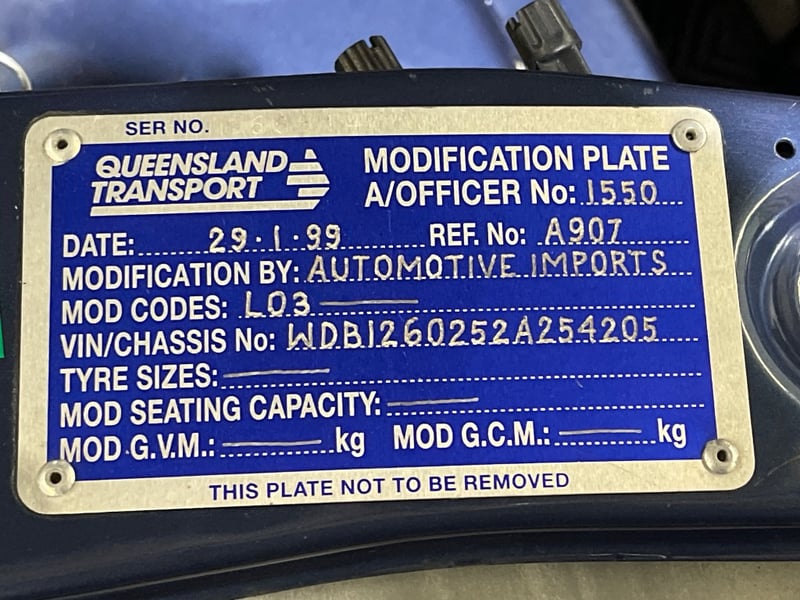 SER NO.
QUEENSLAND TRANSPORT
MODIFICATION PLATE
A/OFFICER No: 1550
DATE: 29·1·99 REF. No: A907
MODIFICATION BY: AUTOMOTIVE IMPORTS
MOD CODES: LO3
VIN/CHASSIS No: WDB1260252A254205
TYRE SIZES:
MOD SEATING CAPACITY:
MOD G.V.M.: kg MOD G.C.M.: kg
THIS PLATE NOT TO BE REMOVED